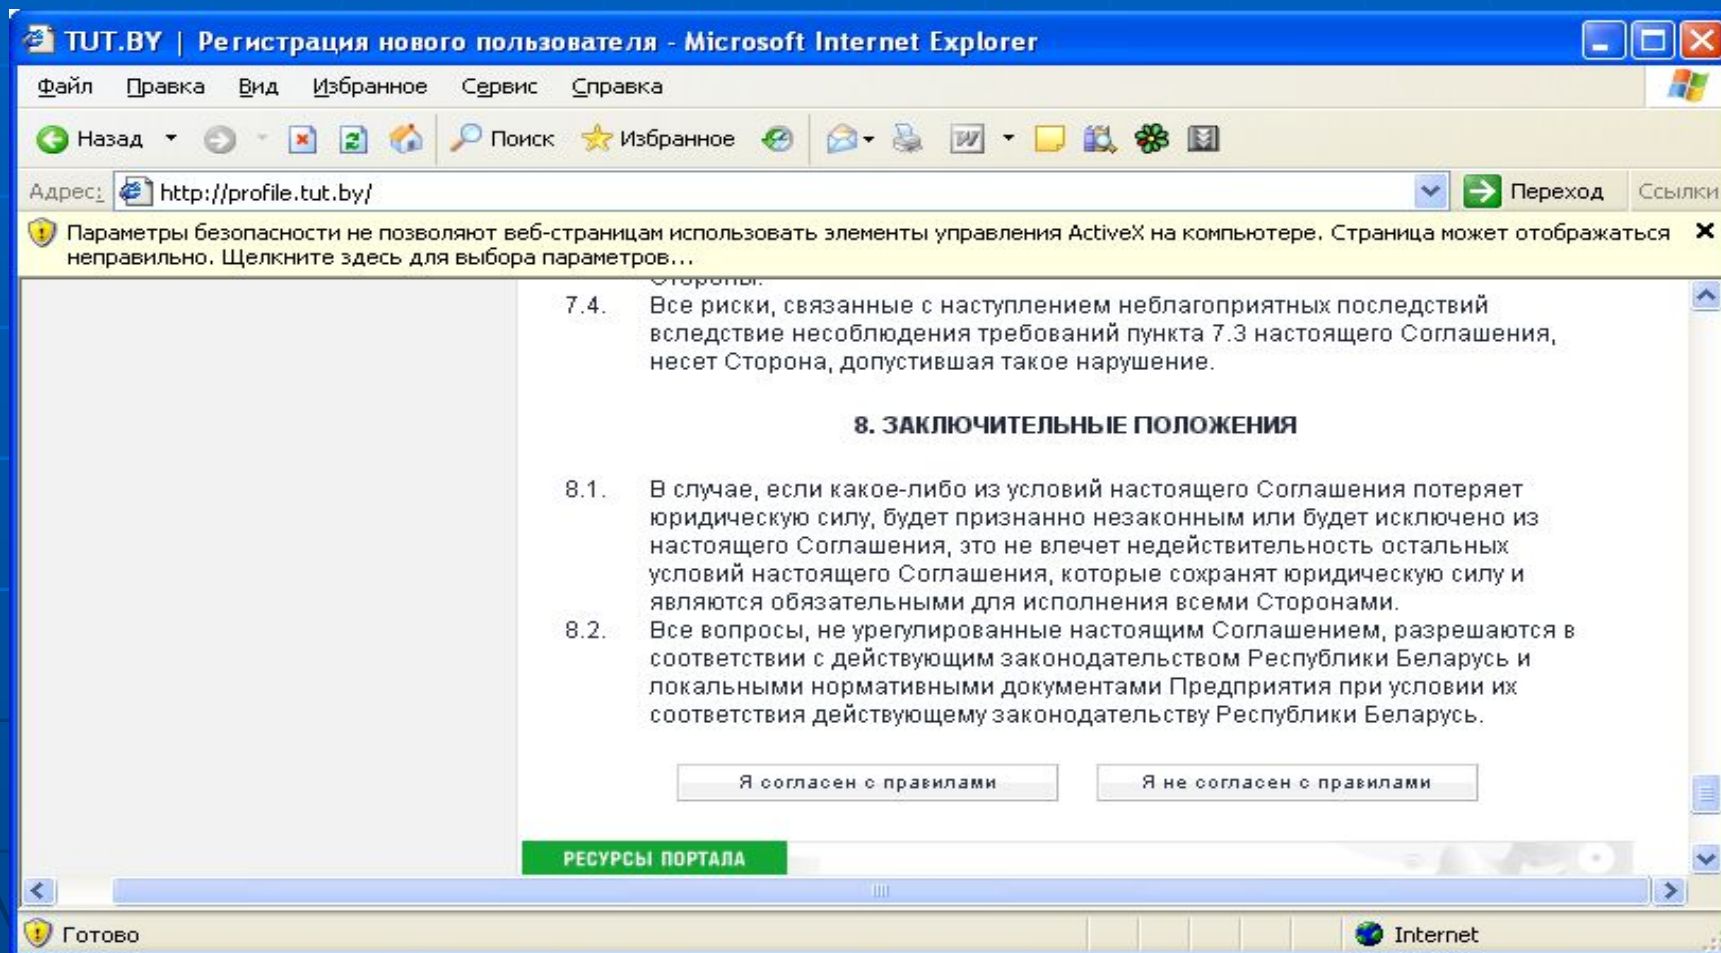 TUT.BY | Регистрация нового пользователя - Microsoft Internet Explorer
Файл Правка Вид Избранное Сервис Справка
Назад Поиск Избранное
Адрес: http://profile.tut.by/ Переход Ссылки
Параметры безопасности не позволяют веб-страницам использовать элементы управления ActiveX на компьютере. Страница может отображаться
неправильно. Щелкните здесь для выбора параметров...
Стороны.
7.4. Все риски, связанные с наступлением неблагоприятных последствий
вследствие несоблюдения требований пункта 7.3 настоящего Соглашения,
несет Сторона, допустившая такое нарушение.
8. ЗАКЛЮЧИТЕЛЬНЫЕ ПОЛОЖЕНИЯ
8.1. В случае, если какое-либо из условий настоящего Соглашения потеряет
юридическую силу, будет признанно незаконным или будет исключено из
настоящего Соглашения, это не влечет недействительность остальных
условий настоящего Соглашения, которые сохранят юридическую силу и
являются обязательными для исполнения всеми Сторонами.
8.2. Все вопросы, не урегулированные настоящим Соглашением, разрешаются в
соответствии с действующим законодательством Республики Беларусь и
локальными нормативными документами Предприятия при условии их
соответствия действующему законодательству Республики Беларусь.
Я согласен с правилами Я не согласен с правилами
РЕСУРСЫ ПОРТАЛА
Готово Internet